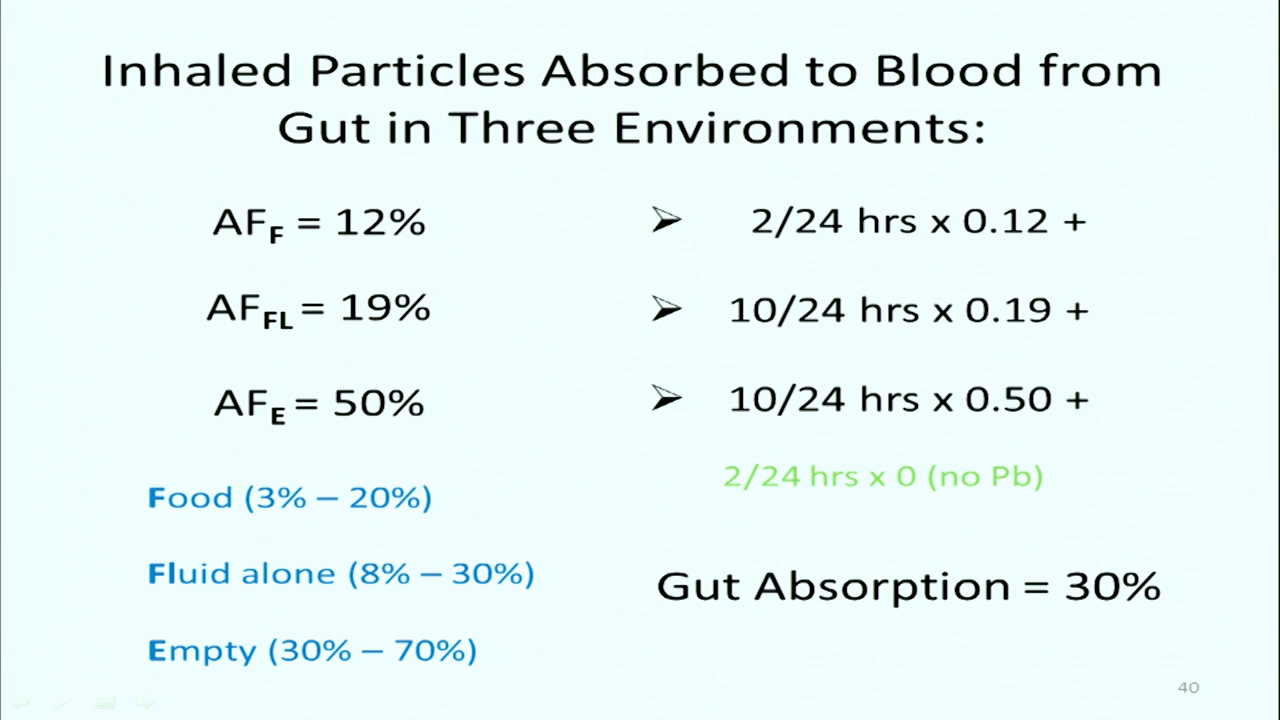 Inhaled Particles Absorbed to Blood from
Gut in Three Environments:
AFF = 12%
➢ 2/24 hrs x 0.12 +
AFFL = 19%
➢ 10/24 hrs x 0.19 +
AFE = 50%
➢ 10/24 hrs x 0.50 +
2/24 hrs x 0 (no Pb)
Food (3% – 20%)
Fluid alone (8% – 30%)
Gut Absorption = 30%
Empty (30% – 70%)
40